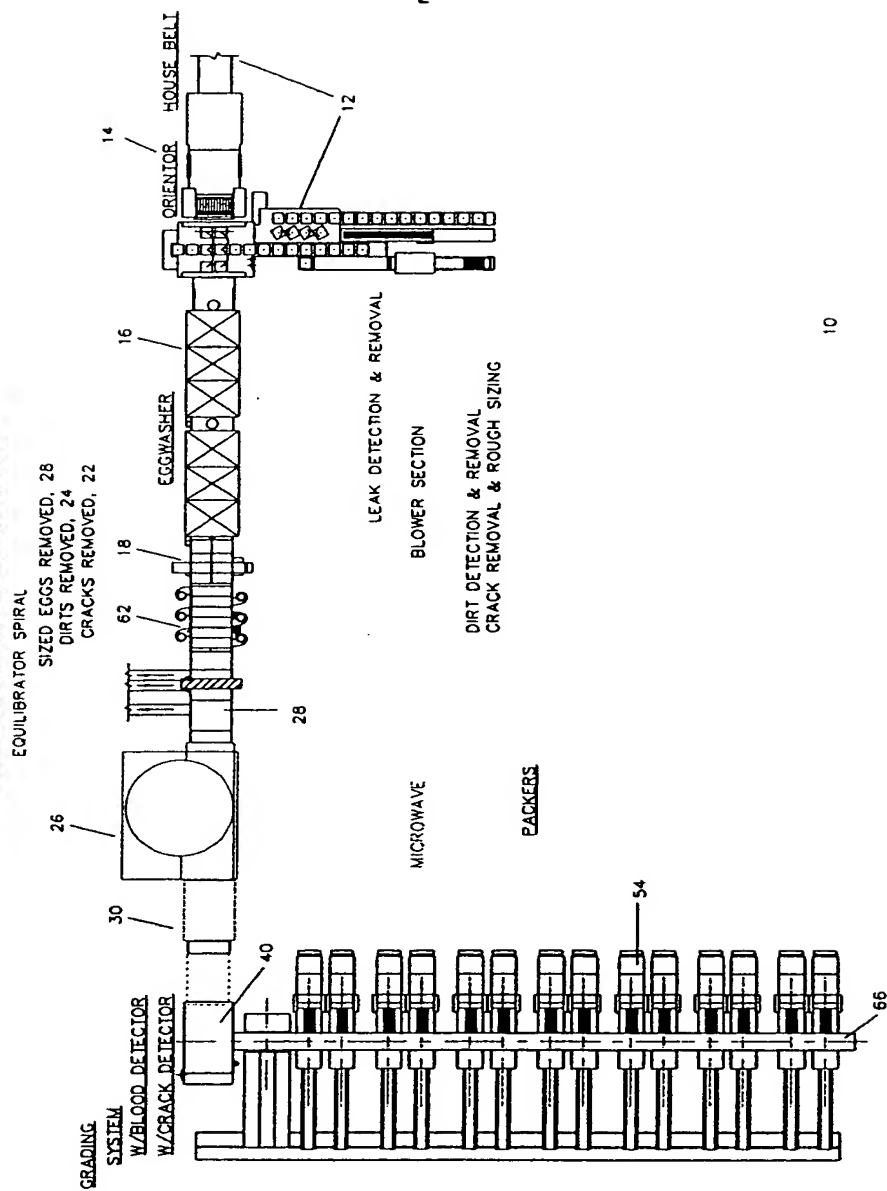 EQUILIBRATOR SPIRAL
SIZED EGGS REMOVED, 28
DIRTS REMOVED, 24
CRACKS REMOVED, 22
GRADING
SYSTEM
W/BLOOD DETECTOR
W/CRACK DETECTOR
40
30
26
28
62
18
EGGWASHER
16
ORIENTOR
14
HOUSE BELT
12
LEAK DETECTION & REMOVAL
BLOWER SECTION
DIRT DETECTION & REMOVAL
CRACK REMOVAL & ROUGH SIZING
MICROWAVE
PACKERS
54
66
10